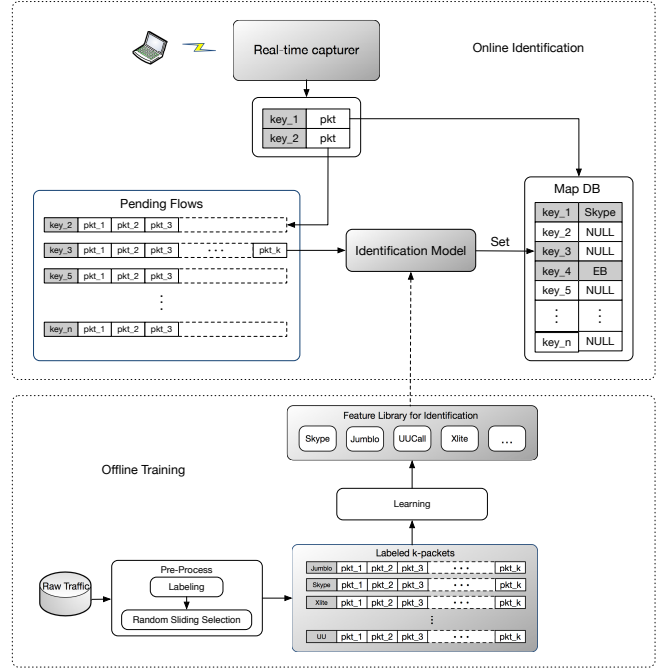 Real-time capturer
Online Identification
key_1 pkt
key_2 pkt
Pending Flows
key_2 pkt_1 pkt_2 pkt_3
key_3 pkt_1 pkt_2 pkt_3 ... pkt_k
key_5 pkt_1 pkt_2 pkt_3
⋮
key_n pkt_1 pkt_2 pkt_3
Identification Model
Set
Map DB
key_1 Skype
key_2 NULL
key_3 NULL
key_4 EB
key_5 NULL
⋮ ⋮
key_n NULL
Feature Library for Identification
Skype Jumblo UUCall Xlite ...
Offline Training
Learning
Raw Traffic
Pre-Process
Labeling
Random Sliding Selection
Labeled k-packets
Jumblo pkt_1 pkt_2 pkt_3 ... pkt_k
Skype pkt_1 pkt_2 pkt_3 ... pkt_k
Xlite pkt_1 pkt_2 pkt_3 ... pkt_k
⋮
UU pkt_1 pkt_2 pkt_3 ... pkt_k